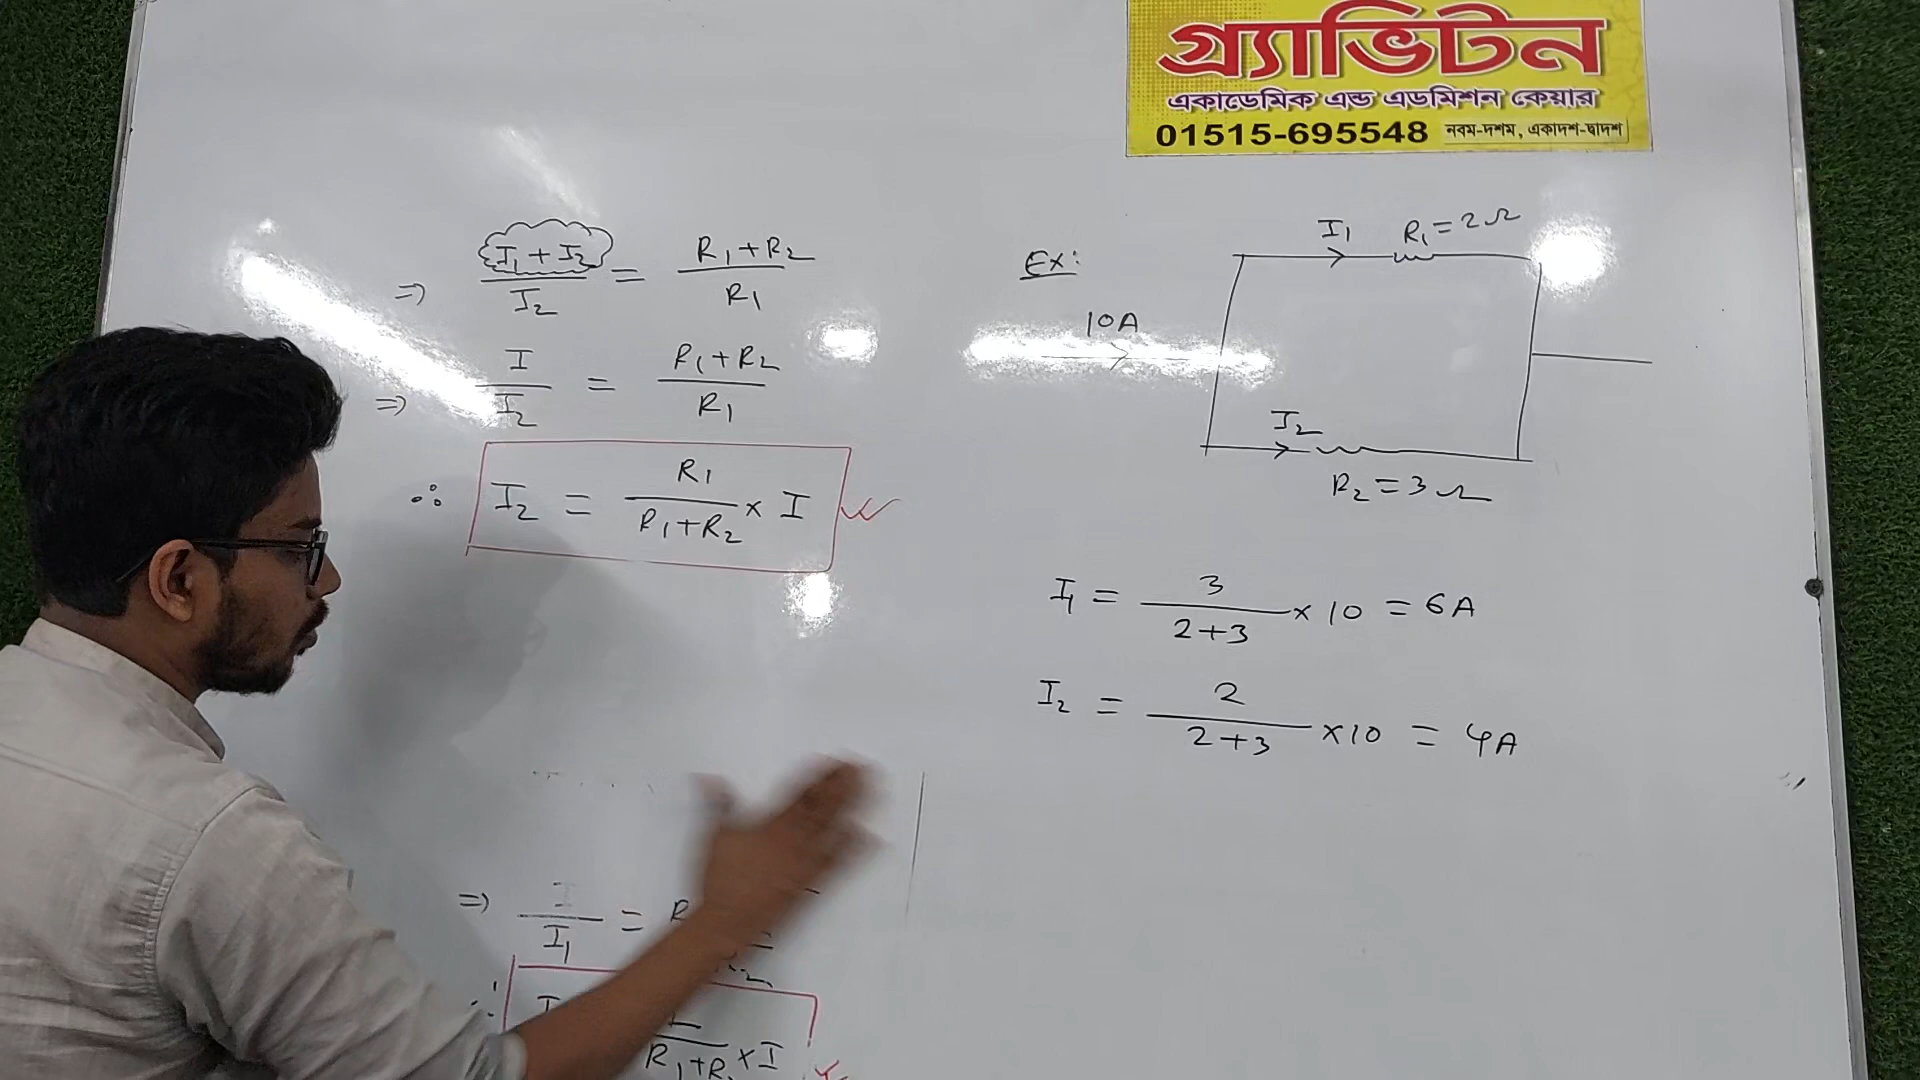 গ্র্যাভিটন
একাডেমিক এন্ড এডমিশন কেয়ার
01515-695548 নবম-দশম, একাদশ-দ্বাদশ
⇒ (I₁ + I₂)/I₂ = (R₁+R₂)/R₁
⇒ I/I₂ = (R₁+R₂)/R₁
∴ I₂ = R₁/(R₁+R₂) × I
⇒ I/I₁ = R
R₁+R × I
Ex:
10A
I₁ R₁=2Ω
I₂
R₂=3Ω
I₁ = 3/(2+3) × 10 = 6A
I₂ = 2/(2+3) ×10 = 4A